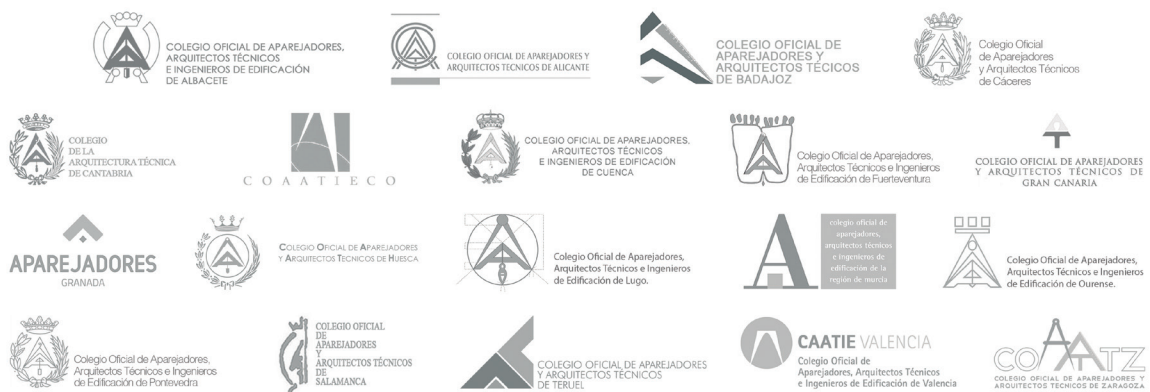 COLEGIO OFICIAL DE APAREJADORES,
ARQUITECTOS TÉCNICOS
E INGENIEROS DE EDIFICACIÓN
DE ALBACETE
COLEGIO OFICIAL DE APAREJADORES Y
ARQUITECTOS TECNICOS DE ALICANTE
COLEGIO OFICIAL DE
APAREJADORES Y
ARQUITECTOS TÉCICOS
DE BADAJOZ
Colegio Oficial
de Aparejadores
y Arquitectos Técnicos
de Cáceres
COLEGIO
DE LA
ARQUITECTURA TÉCNICA
DE CANTABRIA
COAATIECO
COLEGIO OFICIAL DE APAREJADORES,
ARQUITECTOS TÉCNICOS
E INGENIEROS DE EDIFICACIÓN
DE CUENCA
Colegio Oficial de Aparejadores,
Arquitectos Técnicos e Ingenieros
de Edificación de Fuerteventura
COLEGIO OFICIAL DE APAREJADORES
Y ARQUITECTOS TÉCNICOS DE
GRAN CANARIA
APAREJADORES
GRANADA
COLEGIO OFICIAL DE APAREJADORES
Y ARQUITECTOS TECNICOS DE HUESCA
Colegio Oficial de Aparejadores,
Arquitectos Técnicos e Ingenieros
de Edificación de Lugo.
colegio oficial de
aparejadores,
arquitectos técnicos
e ingenieros de
edificación de la
región de murcia
Colegio Oficial de Aparejadores,
Arquitectos Técnicos e Ingenieros
de Edificación de Ourense.
Colegio Oficial de Aparejadores,
Arquitectos Técnicos e Ingenieros
de Edificación de Pontevedra
COLEGIO OFICIAL
DE
APAREJADORES
Y
ARQUITECTOS TÉCNICOS
DE
SALAMANCA
COLEGIO OFICIAL DE APAREJADORES
Y ARQUITECTOS TÉCNICOS
DE TERUEL
CAATIE VALENCIA
Colegio Oficial de
Aparejadores, Arquitectos Técnicos
e Ingenieros de Edificación de Valencia
COAATZ
COLEGIO OFICIAL DE APAREJADORES Y
ARQUITECTOS TECNICOS DE ZARAGOZA